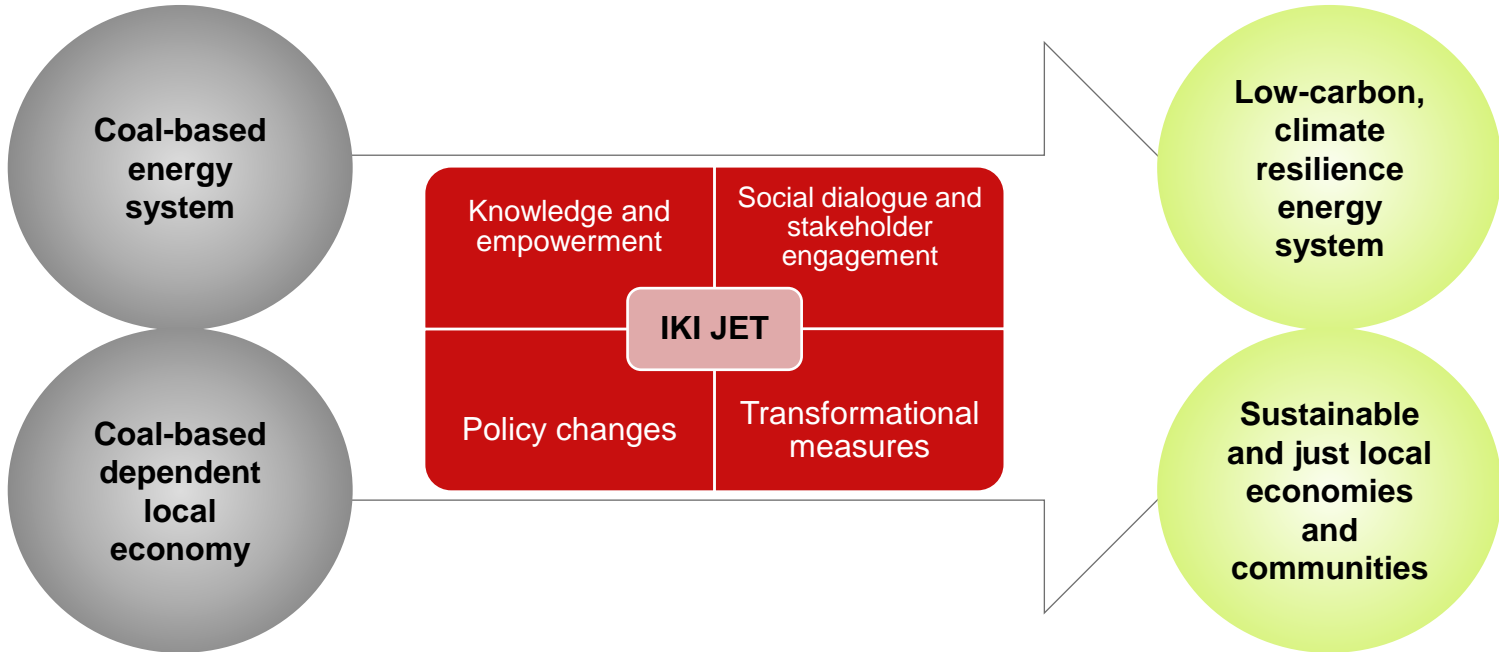 Coal-based
energy
system
Coal-based
dependent
local
economy
Knowledge and
empowerment
Social dialogue and
stakeholder
engagement
IKI JET
Policy changes
Transformational
measures
Low-carbon,
climate
resilience
energy
system
Sustainable
and just local
economies
and
communities